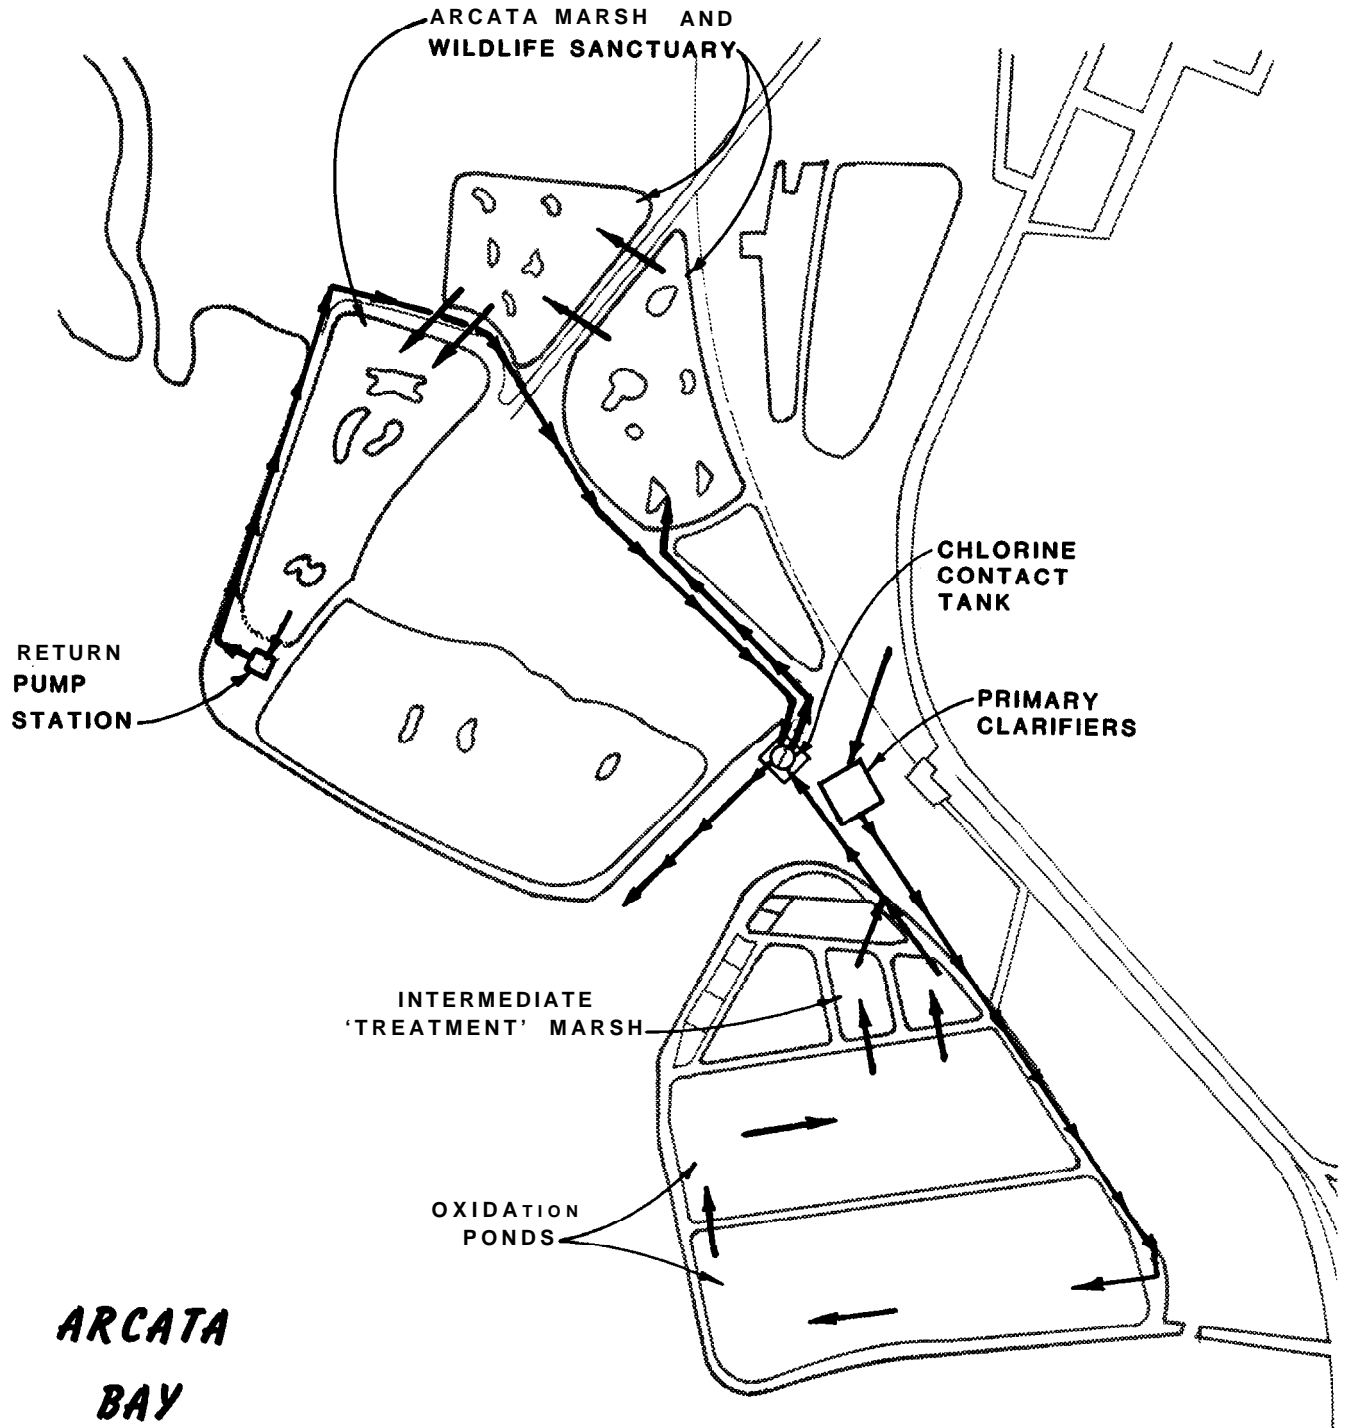 ARCATA MARSH AND
WILDLIFE SANCTUARY
CHLORINE
CONTACT
TANK
RETURN
PUMP
STATION
PRIMARY
CLARIFIERS
INTERMEDIATE
‘TREATMENT’ MARSH
OXIDATION
PONDS
ARCATA
BAY